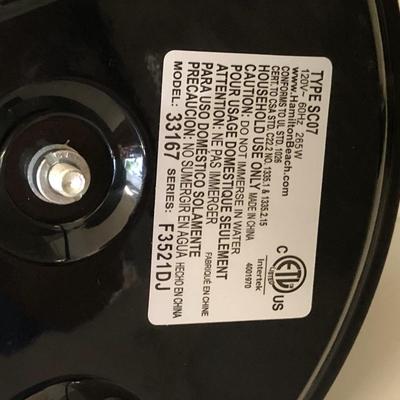 TYPE SC07
120V~ 60Hz 265W
www.HamiltonBeach.com
CONFORMS TO UL STD. 1026
CERT. TO CSA STD. C22.2 NO. 1335.1 & 1335.2.15
HOUSEHOLD USE ONLY MADE IN CHINA
CAUTION: DO NOT IMMERSE IN WATER
POUR USAGE DOMESTIQUE SEULEMENT
ATTENTION: NE PAS IMMERGER FABRIQUÉ EN CHINE
PARA USO DOMESTICO SOLAMENTE
PRECAUCION: NO SUMERGIR EN AGUA HECHO EN CHINA
MODEL: 33167 SERIES: F3521DJ
C ETL US
LISTED
Intertek
4001970